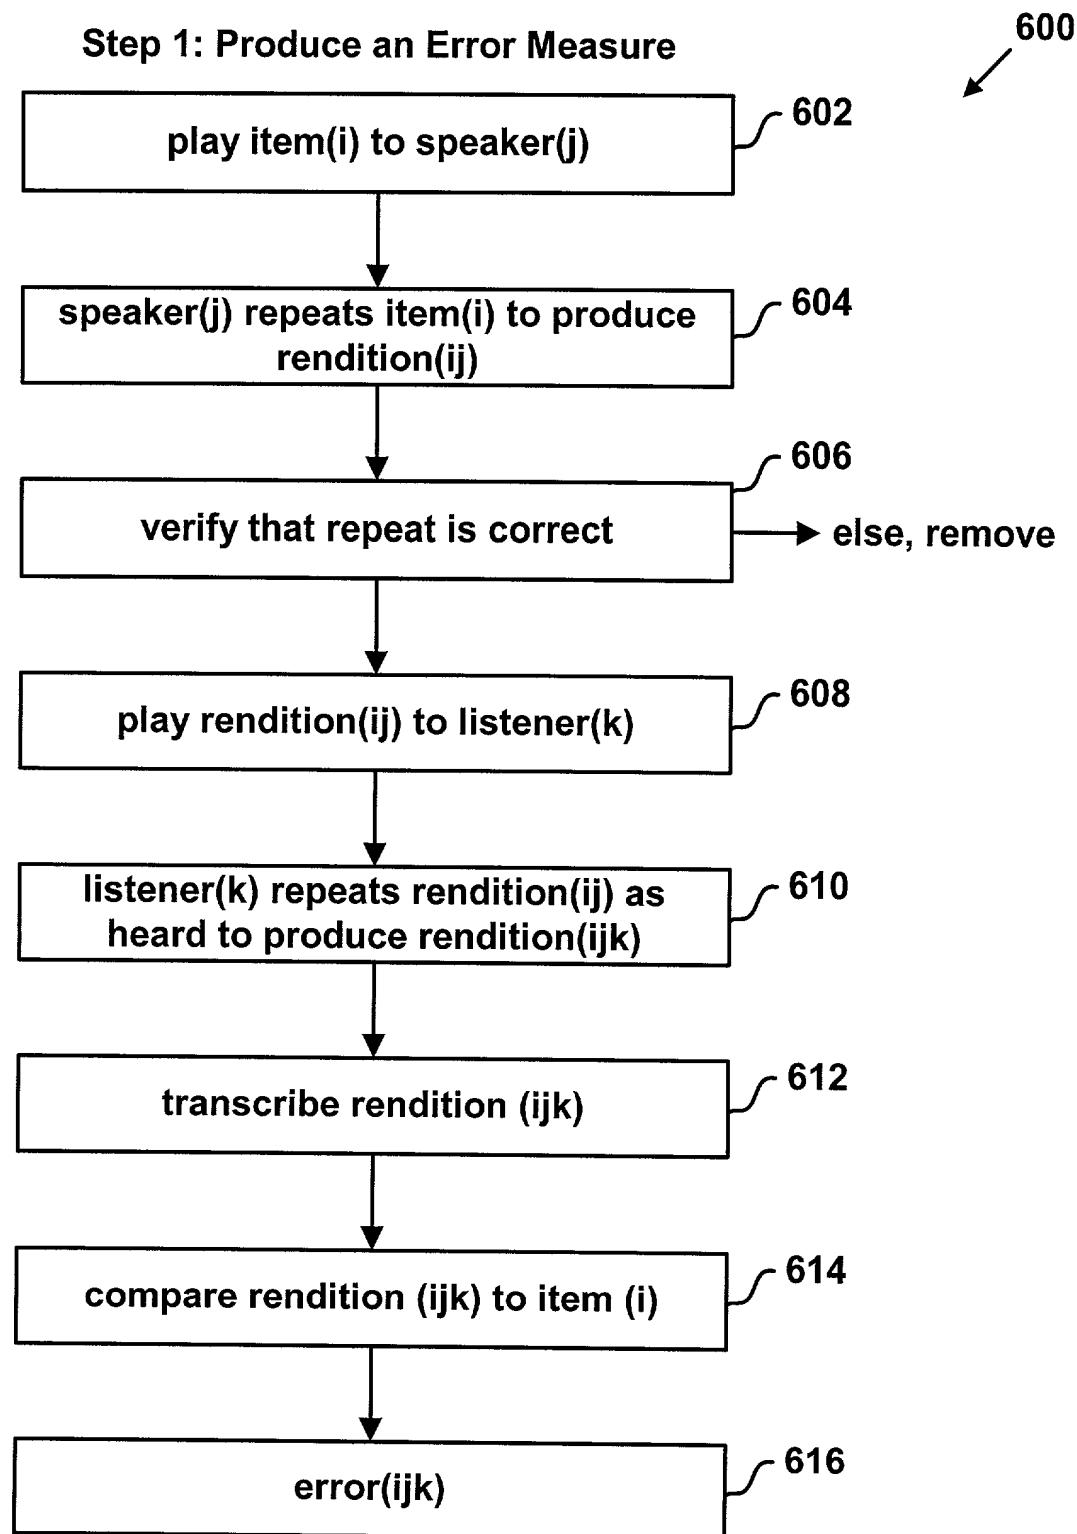 600
Step 1: Produce an Error Measure
602
play item(i) to speaker(j)
604
speaker(j) repeats item(i) to produce
rendition(ij)
606
verify that repeat is correct
else, remove
608
play rendition(ij) to listener(k)
610
listener(k) repeats rendition(ij) as
heard to produce rendition(ijk)
612
transcribe rendition (ijk)
614
compare rendition (ijk) to item (i)
616
error(ijk)